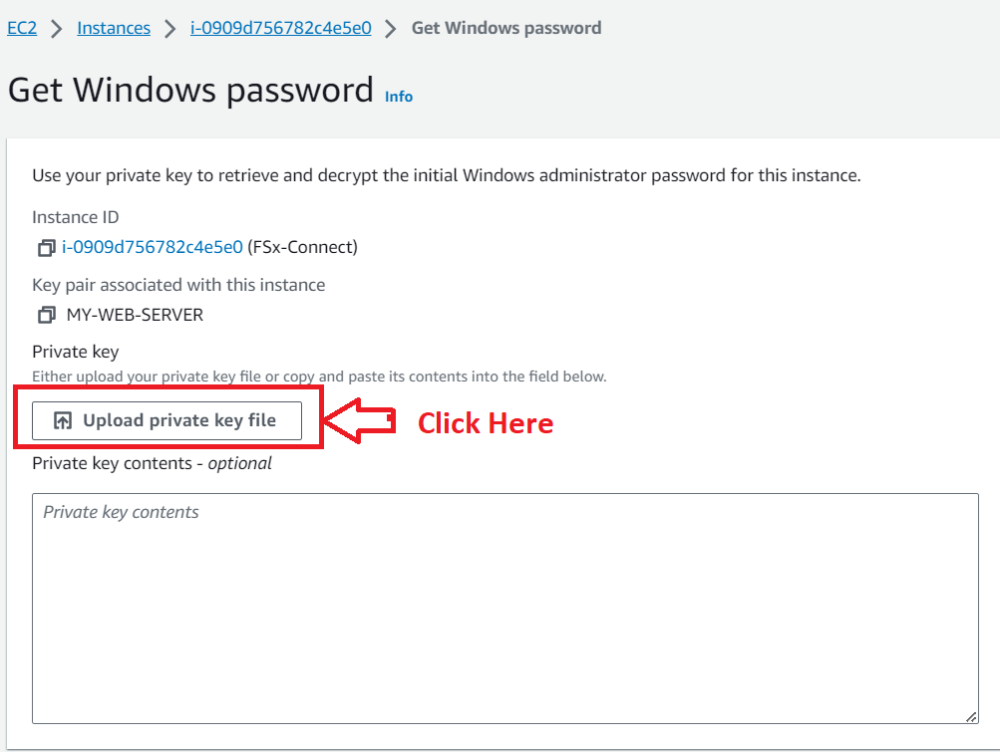 EC2 > Instances > i-0909d756782c4e5e0 > Get Windows password
Get Windows password Info
Use your private key to retrieve and decrypt the initial Windows administrator password for this instance.
Instance ID
i-0909d756782c4e5e0 (FSx-Connect)
Key pair associated with this instance
MY-WEB-SERVER
Private key
Either upload your private key file or copy and paste its contents into the field below.
Upload private key file Click Here
Private key contents - optional
Private key contents